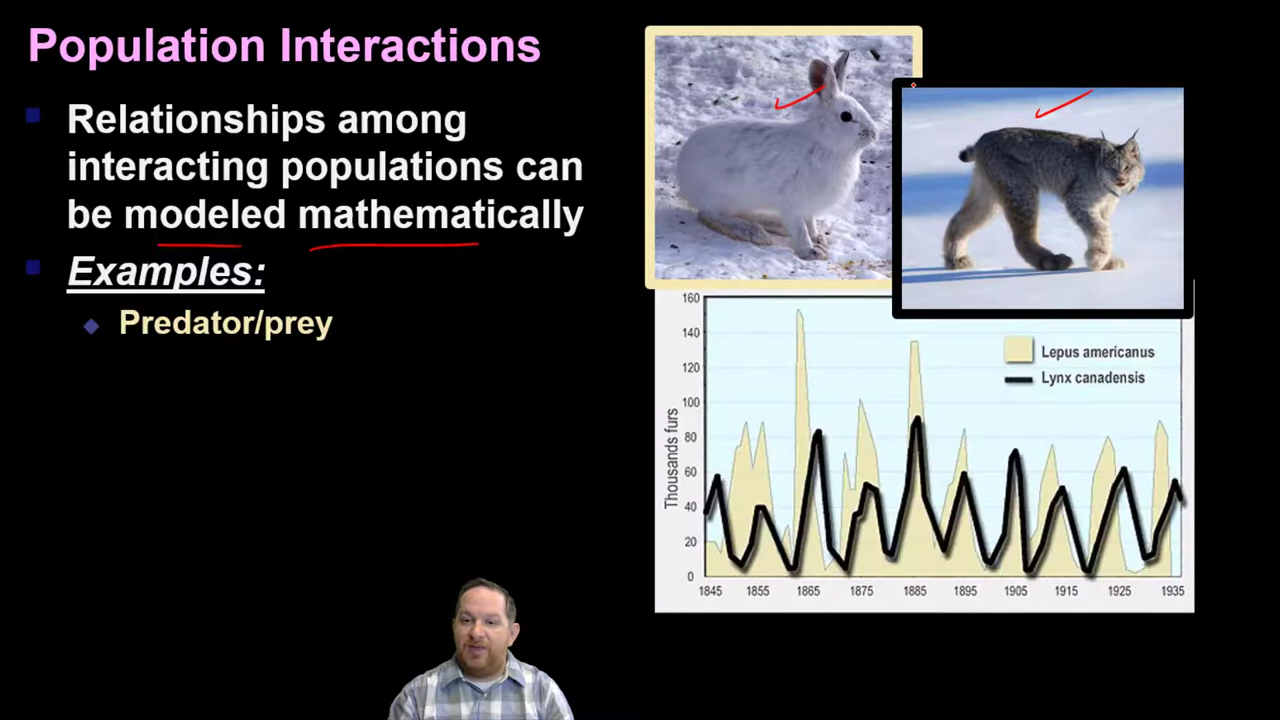 Population Interactions
Relationships among
interacting populations can
be modeled mathematically
Examples:
Predator/prey
160
140
120
100
80
60
40
20
0
Thousands furs
Lepus americanus
Lynx canadensis
1845 1855 1865 1875 1885 1895 1905 1915 1925 1935